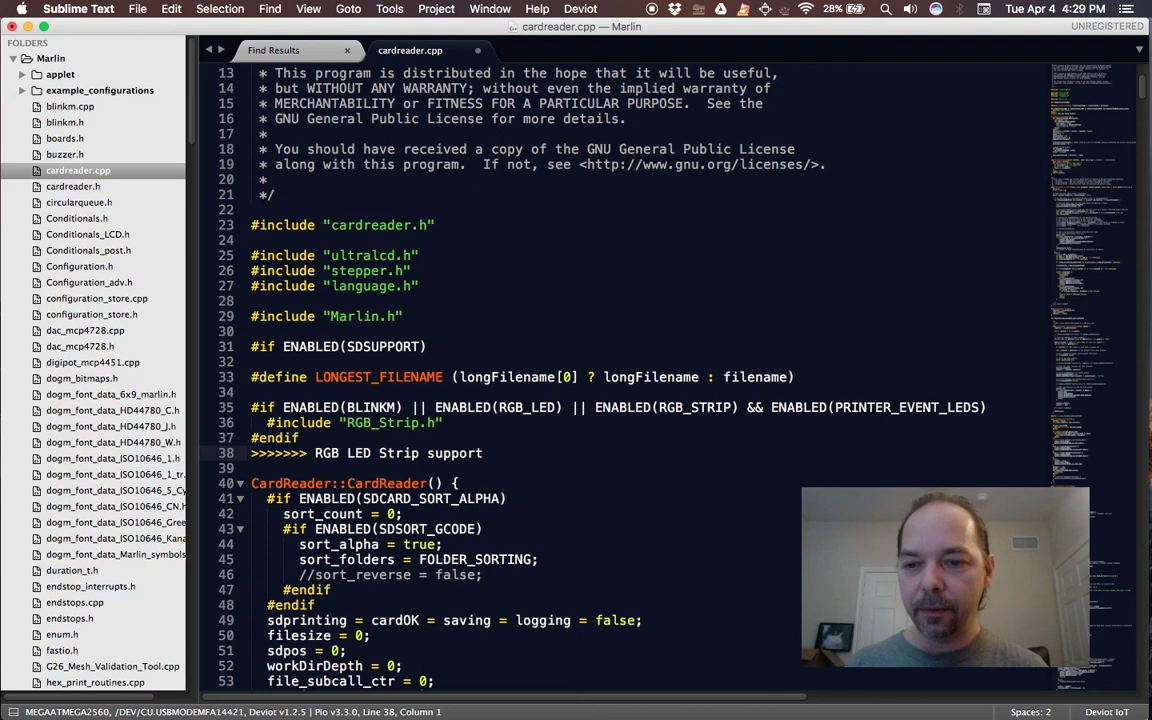 Sublime Text File Edit Selection Find View Goto Tools Project Window Help Deviot 28% Tue Apr 4 4:29 PM
cardreader.cpp — Marlin UNREGISTERED
FOLDERS
Marlin
applet
example_configurations
blinkm.cpp
blinkm.h
boards.h
buzzer.h
cardreader.cpp
cardreader.h
circularqueue.h
Conditionals.h
Conditionals_LCD.h
Conditionals_post.h
Configuration.h
Configuration_adv.h
configuration_store.cpp
configuration_store.h
dac_mcp4728.cpp
dac_mcp4728.h
digipot_mcp4451.cpp
dogm_bitmaps.h
dogm_font_data_6x9_marlin.h
dogm_font_data_HD44780_C.h
dogm_font_data_HD44780_J.h
dogm_font_data_HD44780_W.h
dogm_font_data_ISO10646_1.h
dogm_font_data_ISO10646_1_tr
dogm_font_data_ISO10646_5_Cy
dogm_font_data_ISO10646_CN.h
dogm_font_data_ISO10646_Gree
dogm_font_data_ISO10646_Kana
dogm_font_data_Marlin_symbols
duration_t.h
endstop_interrupts.h
endstops.cpp
endstops.h
enum.h
fastio.h
G26_Mesh_Validation_Tool.cpp
hex_print_routines.cpp
Find Results cardreader.cpp
13 * This program is distributed in the hope that it will be useful,
14 * but WITHOUT ANY WARRANTY; without even the implied warranty of
15 * MERCHANTABILITY or FITNESS FOR A PARTICULAR PURPOSE.  See the
16 * GNU General Public License for more details.
17 *
18 * You should have received a copy of the GNU General Public License
19 * along with this program.  If not, see <http://www.gnu.org/licenses/>.
20 *
21 */
22
23 #include "cardreader.h"
24
25 #include "ultralcd.h"
26 #include "stepper.h"
27 #include "language.h"
28
29 #include "Marlin.h"
30
31 #if ENABLED(SDSUPPORT)
32
33 #define LONGEST_FILENAME (longFilename[0] ? longFilename : filename)
34
35 #if ENABLED(BLINKM) || ENABLED(RGB_LED) || ENABLED(RGB_STRIP) && ENABLED(PRINTER_EVENT_LEDS)
36 #include "RGB_Strip.h"
37 #endif
38 >>>>>>> RGB LED Strip support
39
40 CardReader::CardReader() {
41 #if ENABLED(SDCARD_SORT_ALPHA)
42 sort_count = 0;
43 #if ENABLED(SDSORT_GCODE)
44 sort_alpha = true;
45 sort_folders = FOLDER_SORTING;
46 //sort_reverse = false;
47 #endif
48 #endif
49 sdprinting = cardOK = saving = logging = false;
50 filesize = 0;
51 sdpos = 0;
52 workDirDepth = 0;
53 file_subcall_ctr = 0;
MEGAATMEGA2560, /DEV/CU.USBMODEMFA14421, Deviot v1.2.5 | Pio v3.3.0, Line 38, Column 1 Spaces: 2 Deviot IoT